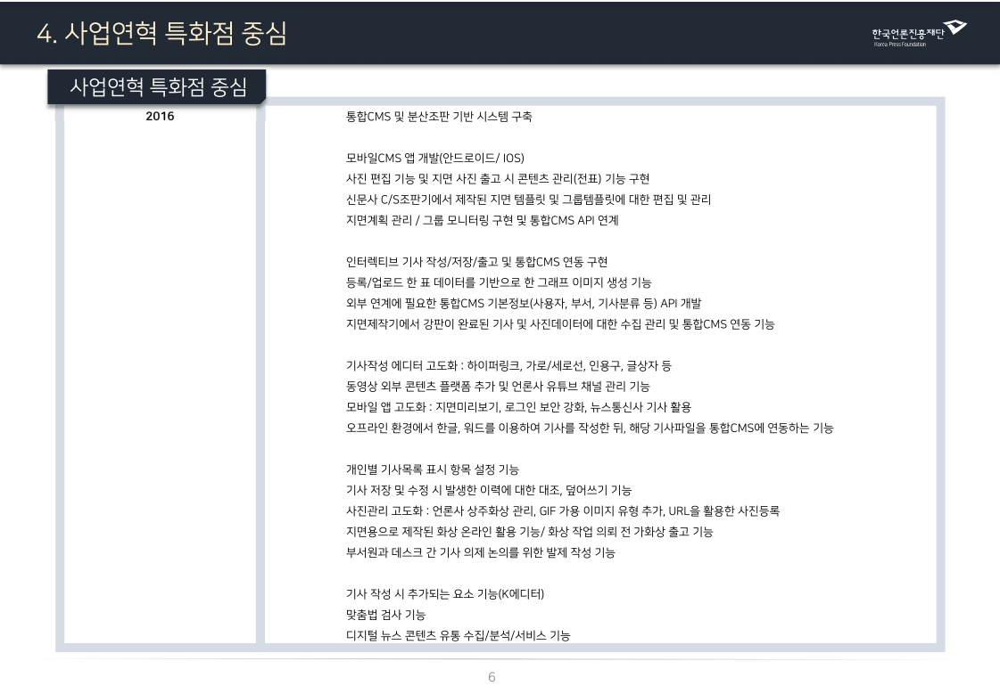 4. 사업연혁 특화점 중심
한국언론진흥재단
Korea Press Foundation
사업연혁 특화점 중심
2016
통합CMS 및 분산조판 기반 시스템 구축
모바일CMS 앱 개발(안드로이드/ IOS)
사진 편집 기능 및 지면 사진 출고 시 콘텐츠 관리(전표) 기능 구현
신문사 C/S조판기에서 제작된 지면 템플릿 및 그룹템플릿에 대한 편집 및 관리
지면계획 관리 / 그룹 모니터링 구현 및 통합CMS API 연계
인터렉티브 기사 작성/저장/출고 및 통합CMS 연동 구현
등록/업로드 한 표 데이터를 기반으로 한 그래프 이미지 생성 기능
외부 연계에 필요한 통합CMS 기본정보(사용자, 부서, 기사분류 등) API 개발
지면제작기에서 강판이 완료된 기사 및 사진데이터에 대한 수집 관리 및 통합CMS 연동 기능
기사작성 에디터 고도화 : 하이퍼링크, 가로/세로선, 인용구, 글상자 등
동영상 외부 콘텐츠 플랫폼 추가 및 언론사 유튜브 채널 관리 기능
모바일 앱 고도화 : 지면미리보기, 로그인 보안 강화, 뉴스통신사 기사 활용
오프라인 환경에서 한글, 워드를 이용하여 기사를 작성한 뒤, 해당 기사파일을 통합CMS에 연동하는 기능
개인별 기사목록 표시 항목 설정 기능
기사 저장 및 수정 시 발생한 이력에 대한 대조, 덮어쓰기 기능
사진관리 고도화 : 언론사 상주화상 관리, GIF 가용 이미지 유형 추가, URL을 활용한 사진등록
지면용으로 제작된 화상 온라인 활용 기능/ 화상 작업 의뢰 전 가화상 출고 기능
부서원과 데스크 간 기사 의제 논의를 위한 발제 작성 기능
기사 작성 시 추가되는 요소 기능(K에디터)
맞춤법 검사 기능
디지털 뉴스 콘텐츠 유통 수집/분석/서비스 기능
6